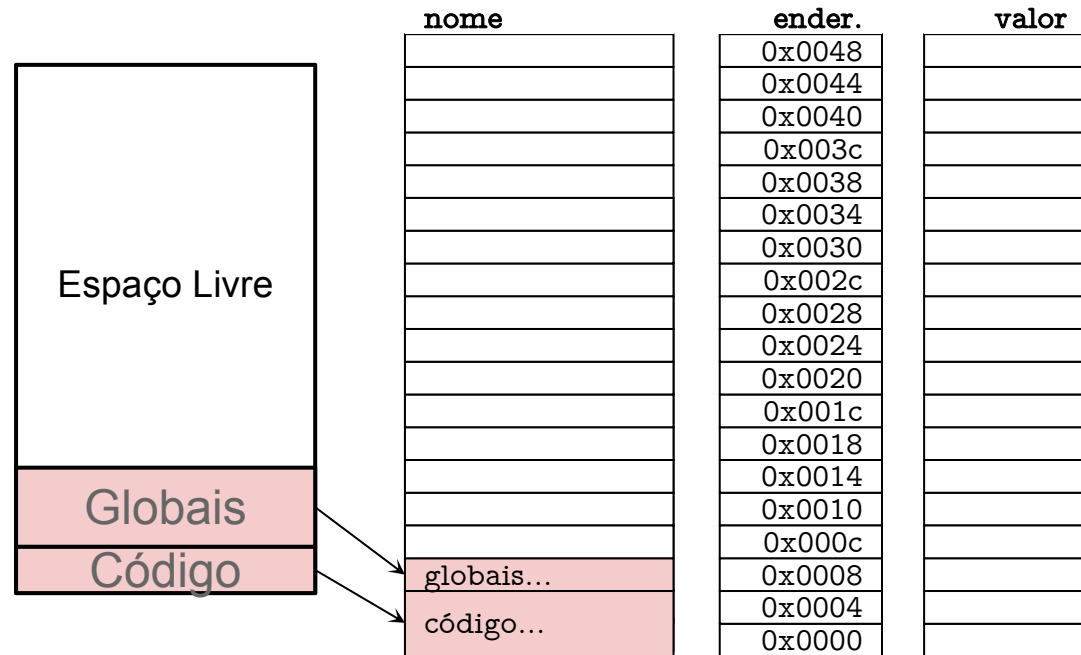 nome ender. valor
0x0048
0x0044
0x0040
0x003c
0x0038
0x0034
0x0030
0x002c
0x0028
0x0024
0x0020
0x001c
0x0018
0x0014
0x0010
0x000c
0x0008
0x0004
0x0000
Espaço Livre
Globais
Código
globais...
código...